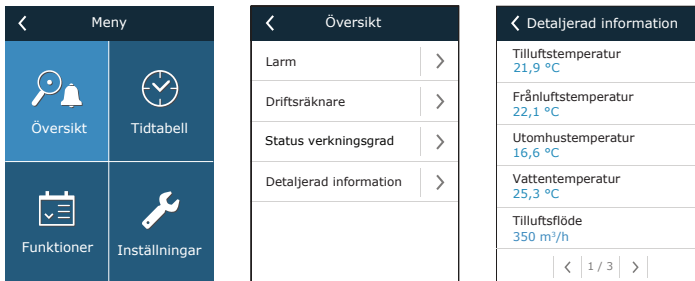 Meny
Översikt
Tidtabell
Funktioner
Inställningar
Översikt
Larm
Driftsräknare
Status verkningsgrad
Detaljerad information
Detaljerad information
Tilluftstemperatur
21,9 °C
Frånluftstemperatur
22,1 °C
Utomhustemperatur
16,6 °C
Vattentemperatur
25,3 °C
Tilluftsflöde
350 m³/h
1 / 3